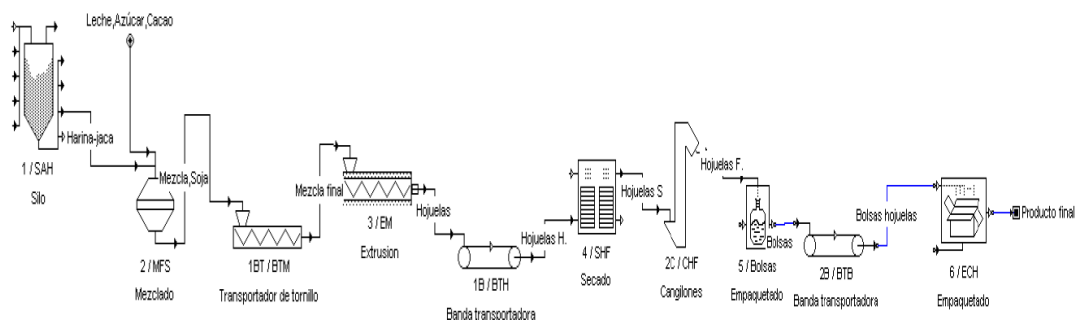 Leche,Azúcar,Cacao
Harina-jaca
1 / SAH
Silo
Mezcla,Soja
2 / MFS
Mezclado
1BT / BTM
Transportador de tornillo
Mezcla final
3 / EM
Extrusion
Hojuelas
1B / BTH
Banda transportadora
Hojuelas H.
4 / SHF
Secado
Hojuelas S
2C / CHF
Cangilones
Hojuelas F.
5 / Bolsas
Empaquetado
Bolsas
2B / BTB
Banda transportadora
Bolsas hojuelas
6 / ECH
Empaquetado
Producto final